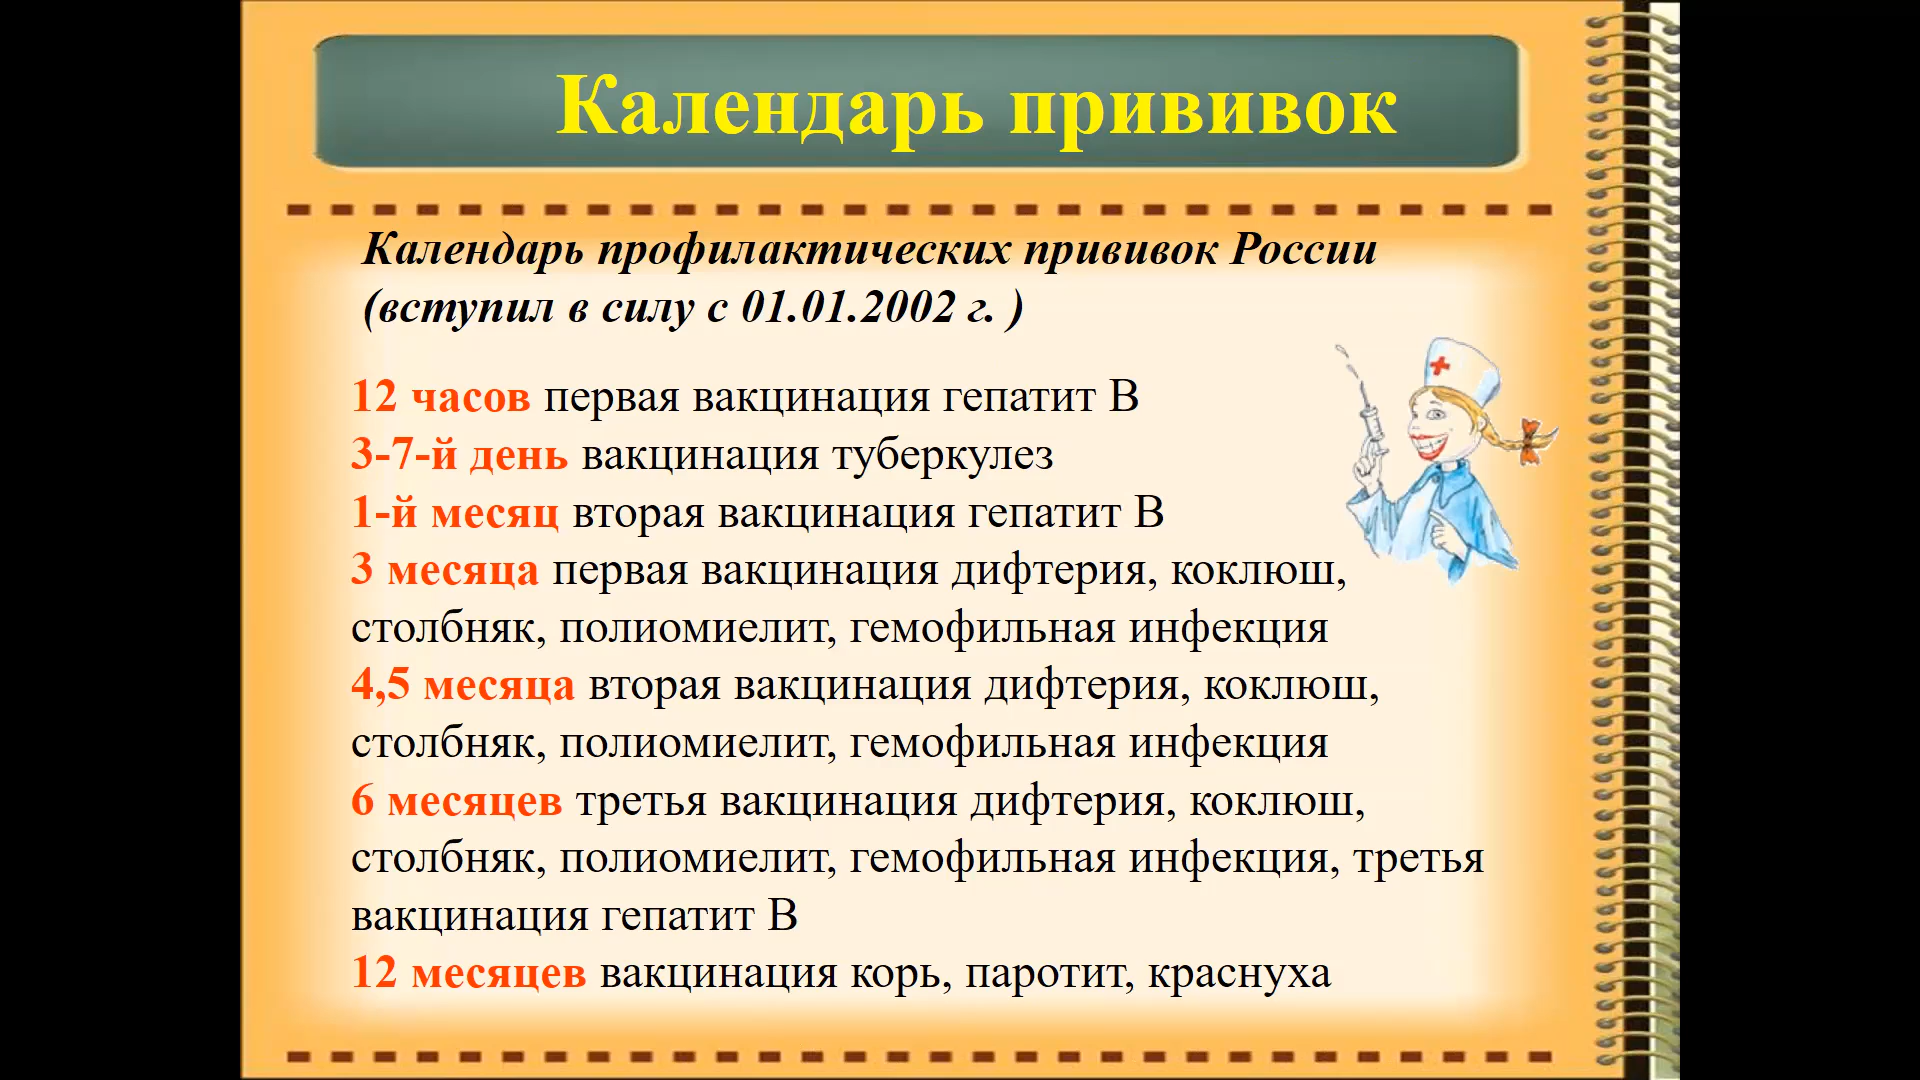 Календарь прививок
Календарь профилактических прививок России
(вступил в силу с 01.01.2002 г. )
12 часов первая вакцинация гепатит В
3-7-й день вакцинация туберкулез
1-й месяц вторая вакцинация гепатит В
3 месяца первая вакцинация дифтерия, коклюш,
столбняк, полиомиелит, гемофильная инфекция
4,5 месяца вторая вакцинация дифтерия, коклюш,
столбняк, полиомиелит, гемофильная инфекция
6 месяцев третья вакцинация дифтерия, коклюш,
столбняк, полиомиелит, гемофильная инфекция, третья
вакцинация гепатит В
12 месяцев вакцинация корь, паротит, краснуха